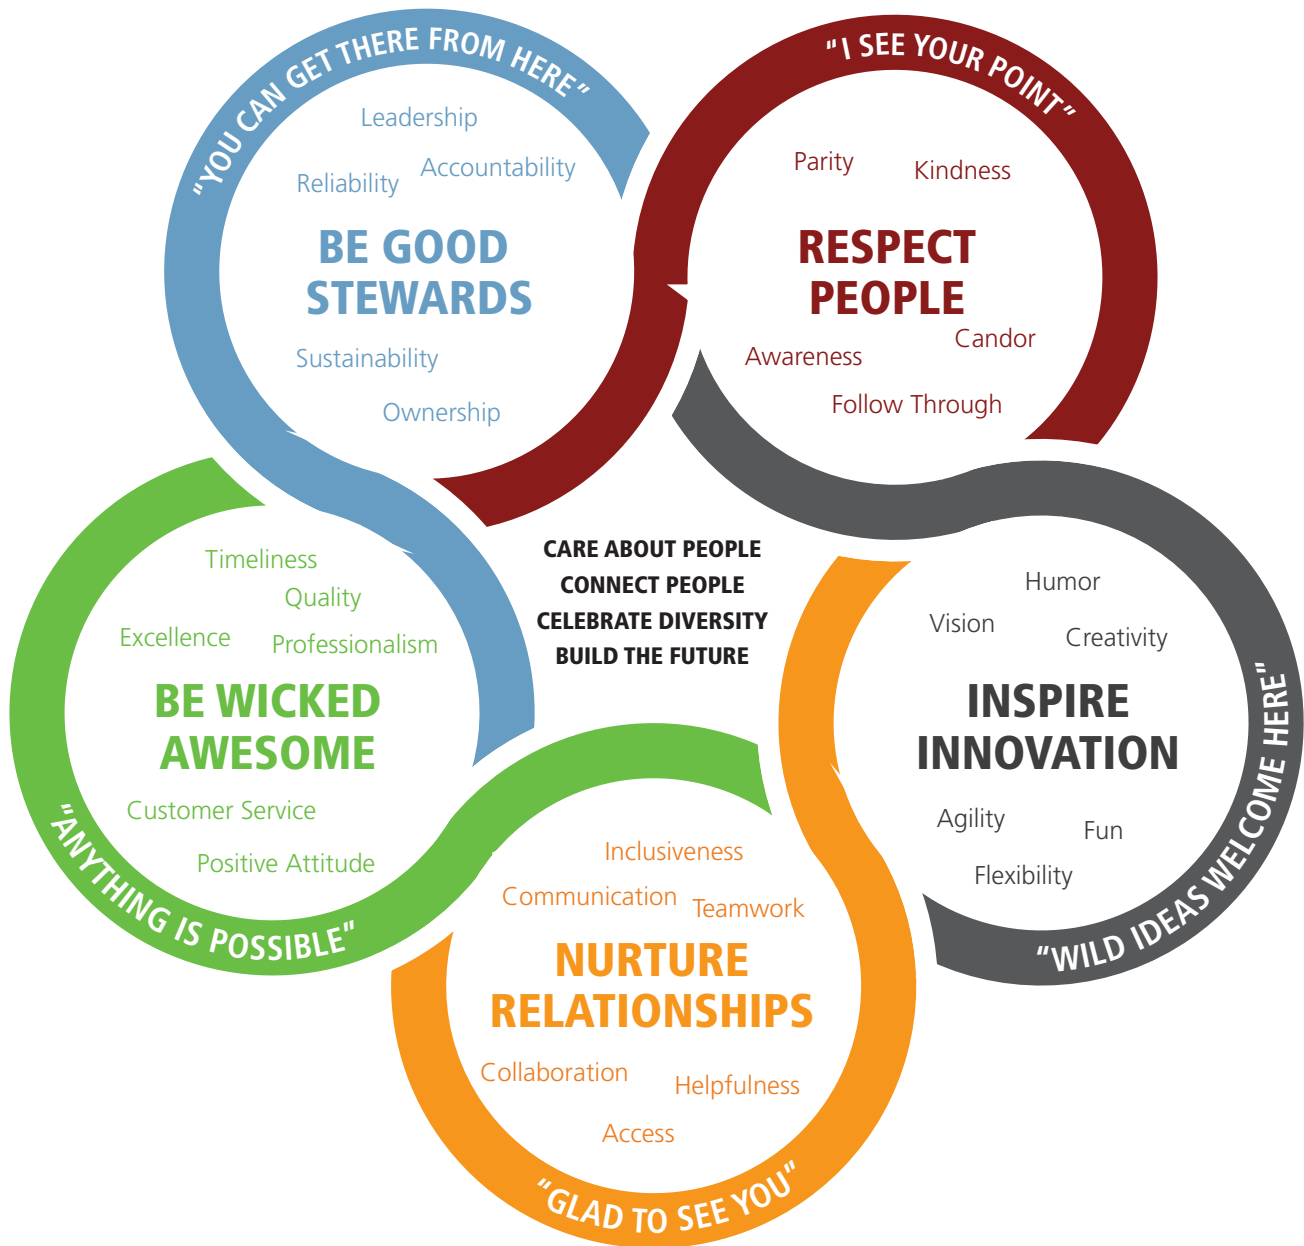 "YOU CAN GET THERE FROM HERE"
Leadership
Reliability
Accountability
BE GOOD
STEWARDS
Sustainability
Ownership
"I SEE YOUR POINT"
Parity
Kindness
RESPECT
PEOPLE
Candor
Awareness
Follow Through
CARE ABOUT PEOPLE
CONNECT PEOPLE
CELEBRATE DIVERSITY
BUILD THE FUTURE
Timeliness
Quality
Excellence
Professionalism
BE WICKED
AWESOME
Customer Service
Positive Attitude
"ANYTHING IS POSSIBLE"
Humor
Vision
Creativity
INSPIRE
INNOVATION
Agility
Fun
Flexibility
"WILD IDEAS WELCOME HERE"
Inclusiveness
Communication
Teamwork
NURTURE
RELATIONSHIPS
Collaboration
Helpfulness
Access
"GLAD TO SEE YOU"